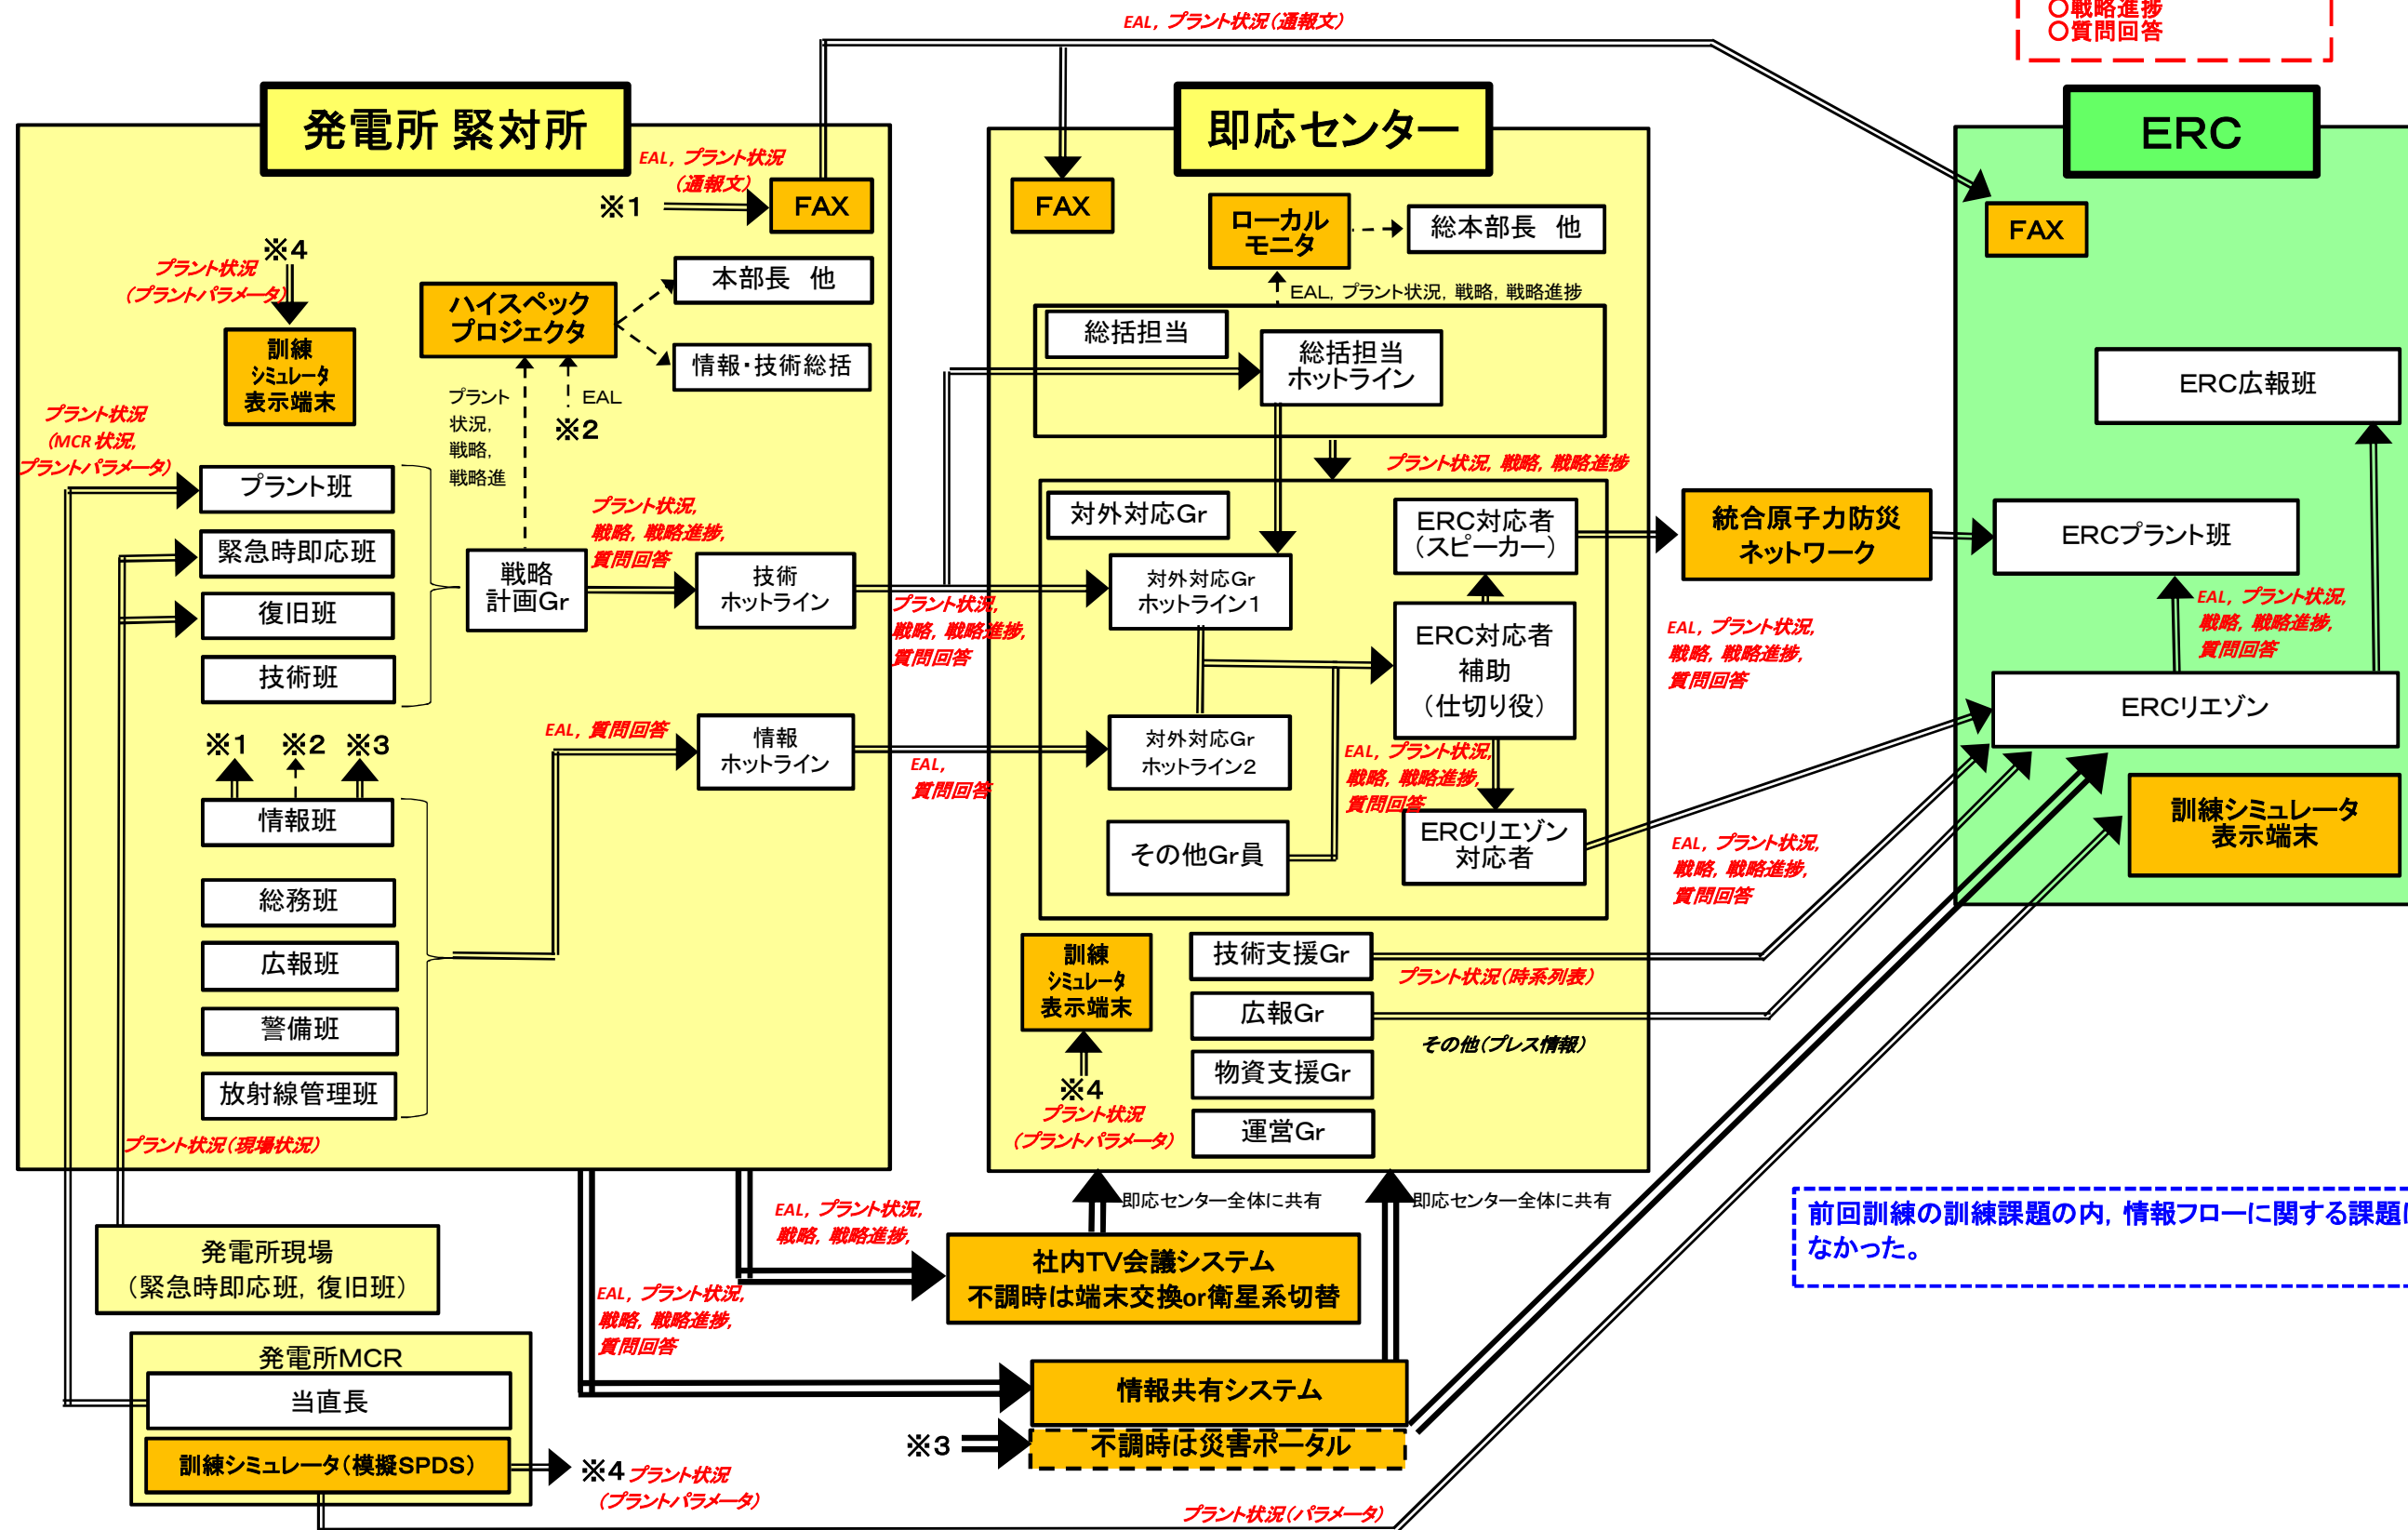 EAL, プラント状況（通報文）
○戦略進捗
○質問回答
発電所 緊対所
即応センター
ERC
EAL, プラント状況
（通報文）
※1
FAX
FAX
FAX
ローカル
モニタ
総本部長　他
※4
プラント状況
（プラントパラメータ）
訓練
シミュレータ
表示端末
ハイスペック
プロジェクタ
本部長　他
情報・技術総括
プラント
状況,
戦略,
戦略進
EAL
※2
EAL, プラント状況, 戦略, 戦略進捗
総括担当
総括担当
ホットライン
ERC広報班
プラント状況
（MCR状況,
プラントパラメータ）
プラント班
緊急時即応班
復旧班
技術班
戦略
計画Gr
プラント状況,
戦略, 戦略進捗,
質問回答
技術
ホットライン
プラント状況,
戦略, 戦略進捗,
質問回答
プラント状況, 戦略, 戦略進捗
対外対応Gr
対外対応Gr
ホットライン1
ERC対応者
（スピーカー）
ERC対応者
補助
（仕切り役）
統合原子力防災
ネットワーク
EAL, プラント状況,
戦略, 戦略進捗,
質問回答
ERCプラント班
EAL, プラント状況,
戦略, 戦略進捗,
質問回答
ERCリエゾン
訓練シミュレータ
表示端末
※1
※2
※3
情報班
総務班
広報班
警備班
放射線管理班
EAL, 質問回答
情報
ホットライン
EAL,
質問回答
対外対応Gr
ホットライン2
EAL, プラント状況,
戦略, 戦略進捗,
質問回答
その他Gr員
ERCリエゾン
対応者
EAL, プラント状況,
戦略, 戦略進捗,
質問回答
訓練
シミュレータ
表示端末
※4
プラント状況
（プラントパラメータ）
技術支援Gr
プラント状況（時系列表）
広報Gr
その他（プレス情報）
物資支援Gr
運営Gr
プラント状況（現場状況）
発電所現場
（緊急時即応班, 復旧班）
発電所MCR
当直長
訓練シミュレータ（模擬SPDS）
※4
プラント状況
（プラントパラメータ）
EAL, プラント状況,
戦略, 戦略進捗,
EAL, プラント状況,
戦略, 戦略進捗,
質問回答
即応センター全体に共有
即応センター全体に共有
社内TV会議システム
不調時は端末交換or衛星系切替
情報共有システム
※3
不調時は災害ポータル
プラント状況（パラメータ）
前回訓練の訓練課題の内, 情報フローに関する課題
なかった。